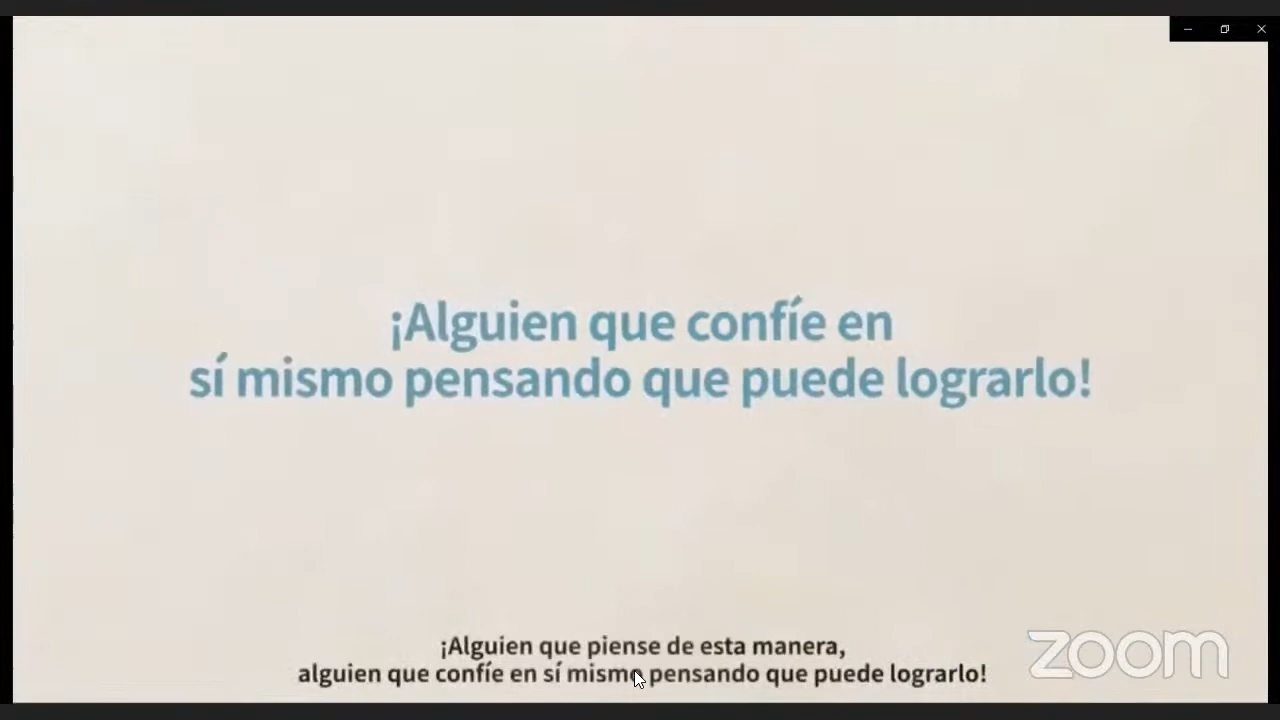 ¡Alguien que confíe en
sí mismo pensando que puede lograrlo!
¡Alguien que piense de esta manera,
alguien que confíe en sí mismo pensando que puede lograrlo!
zoom